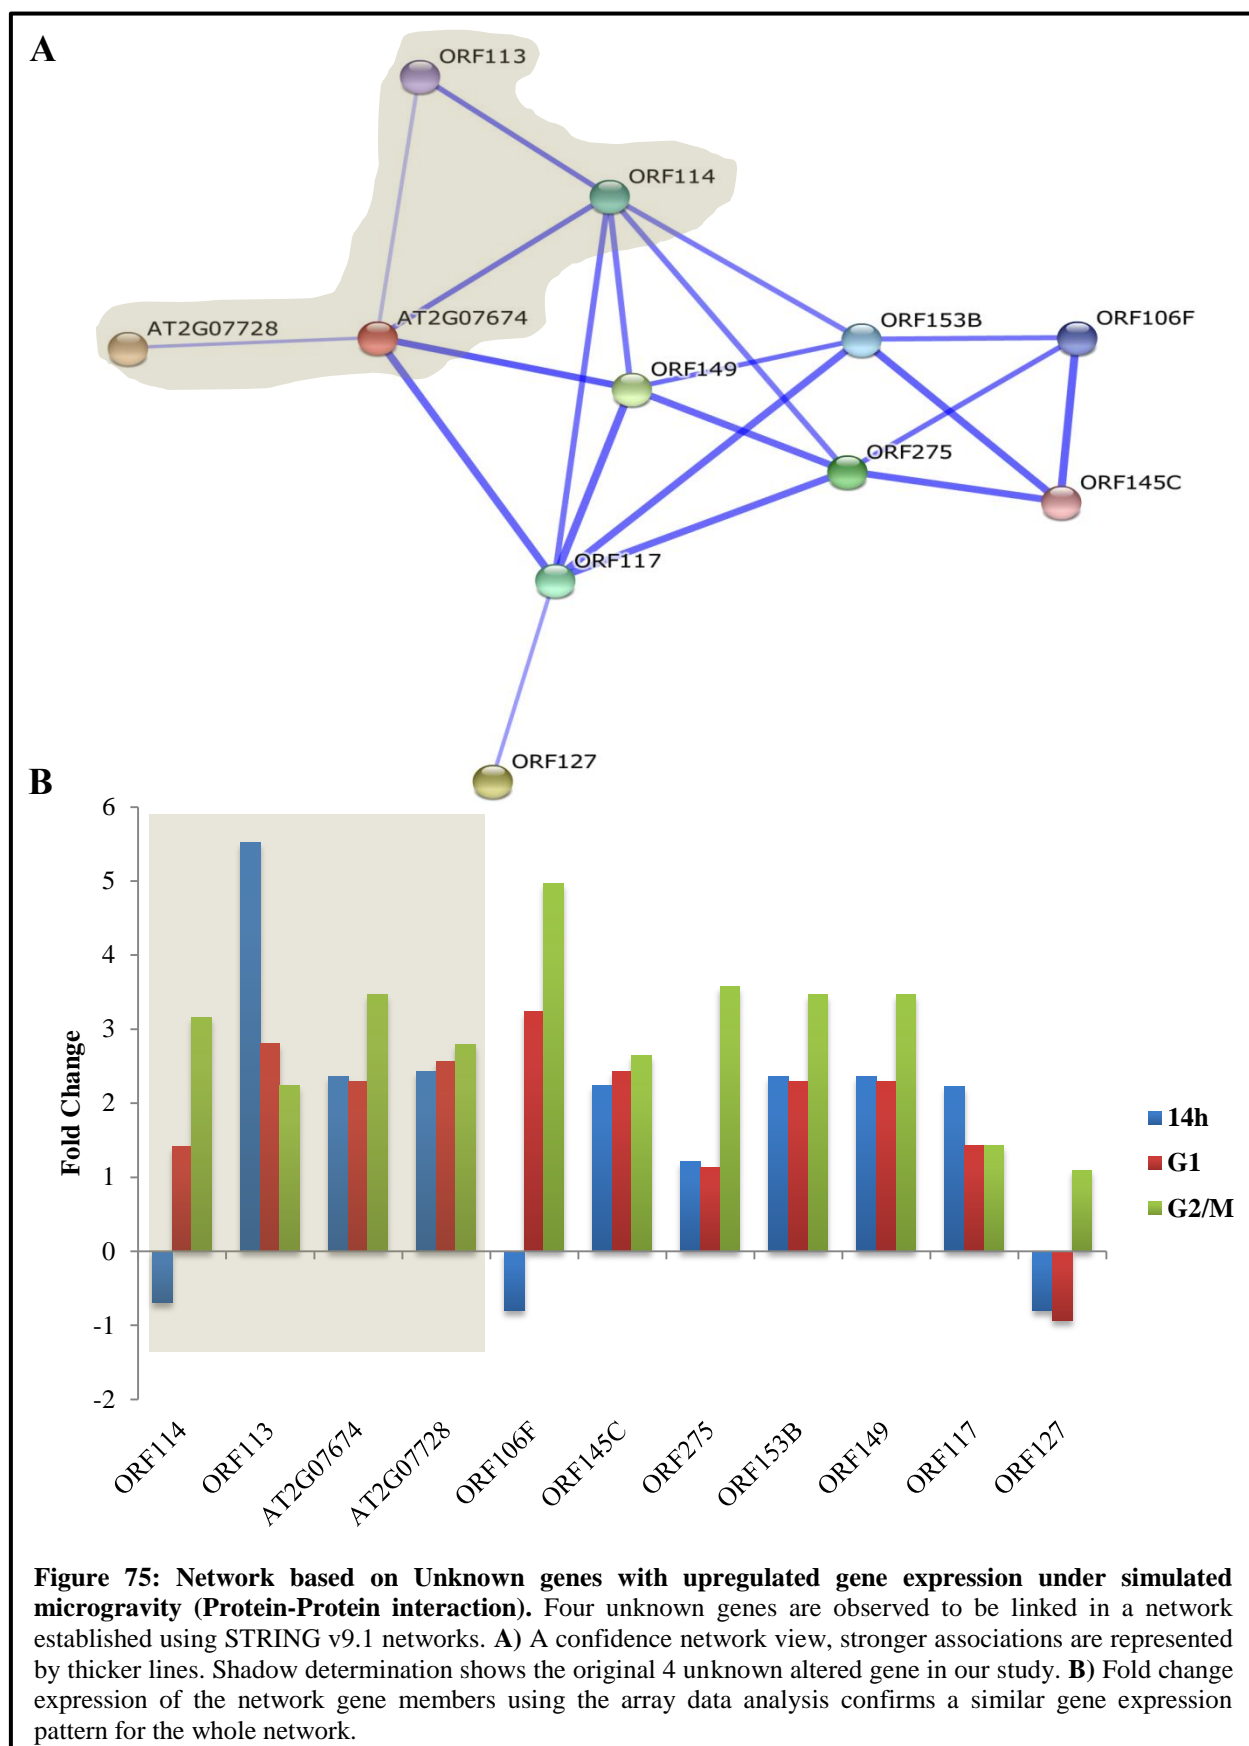 A
ORF113
ORF114
AT2G07728
AT2G07674
ORF153B
ORF106F
ORF149
ORF275
ORF145C
ORF117
ORF127
B
6
5
4
3
2
1
0
-1
-2
Fold Change
14h
G1
G2/M
ORF114
ORF113
AT2G07674
AT2G07728
ORF106F
ORF145C
ORF275
ORF153B
ORF149
ORF117
ORF127
Figure 75: Network based on Unknown genes with upregulated gene expression under simulated
microgravity (Protein-Protein interaction). Four unknown genes are observed to be linked in a network
established using STRING v9.1 networks. A) A confidence network view, stronger associations are represented
by thicker lines. Shadow determination shows the original 4 unknown altered gene in our study. B) Fold change
expression of the network gene members using the array data analysis confirms a similar gene expression
pattern for the whole network.